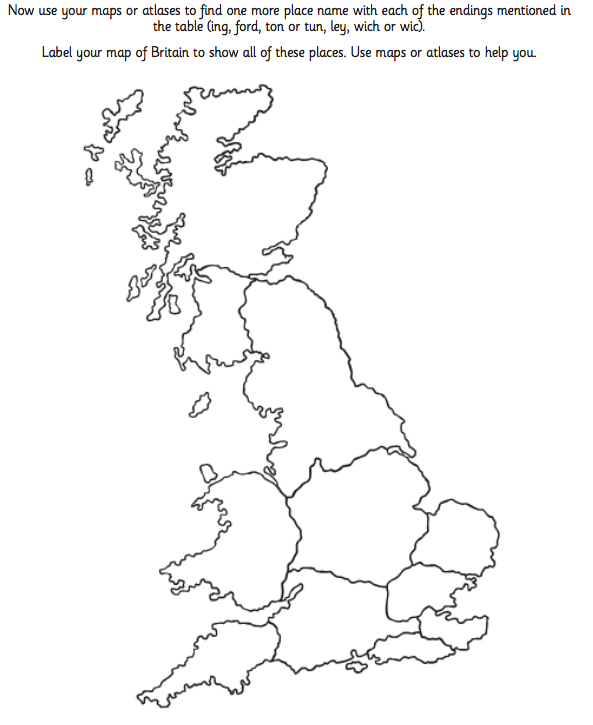 Now use your maps or atlases to find one more place name with each of the endings mentioned in
the table (ing, ford, ton or tun, ley, wich or wic).
Label your map of Britain to show all of these places. Use maps or atlases to help you.